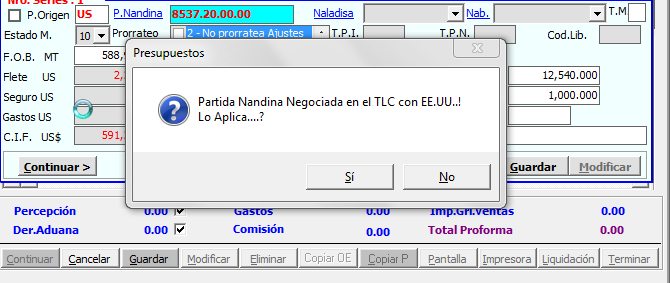 Nro. Series : 1
P.Origen US P.Nandina 8537.20.00.00 Naladisa Nab. T.M
Estado M. 10 Prorrateo 2 - No prorratea Ajustes T.P.I. T.P.N. Cod.Lib.
F.O.B. MT 588,
Flete US 2, 12,540.000
Seguro US 1,000.000
Gastos US
C.I.F. US$ 591,
Presupuestos
Partida Nandina Negociada en el TLC con EE.UU..!
Lo Aplica....?
Sí No
Continuar > Guardar Modificar
Percepción 0.00 Gastos 0.00 Imp.Grl.Ventas 0.00
Der.Aduana 0.00 Comisión 0.00 Total Proforma 0.00
Continuar Cancelar Guardar Modificar Eliminar Copiar OE Copiar P Pantalla Impresora Liquidación Terminar